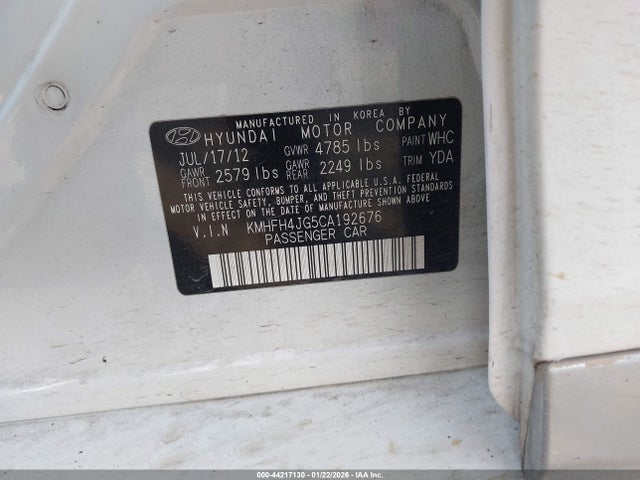 MANUFACTURED IN KOREA BY
HYUNDAI MOTOR COMPANY
JUL/17/12 GVWR 4785 lbs PAINT WHC
GAWR FRONT 2579 lbs GAWR REAR 2249 lbs TRIM YDA
THIS VEHICLE CONFORMS TO ALL APPLICABLE U.S.A. FEDERAL
MOTOR VEHICLE SAFETY, BUMPER, AND THEFT PREVENTION STANDARDS
IN EFFECT ON THE DATE OF MANUFACTURE SHOWN ABOVE.
V.I.N KMHFH4JG5CA192676
PASSENGER CAR
000-44217130 - 01/22/2026 - IAA HOUSTON